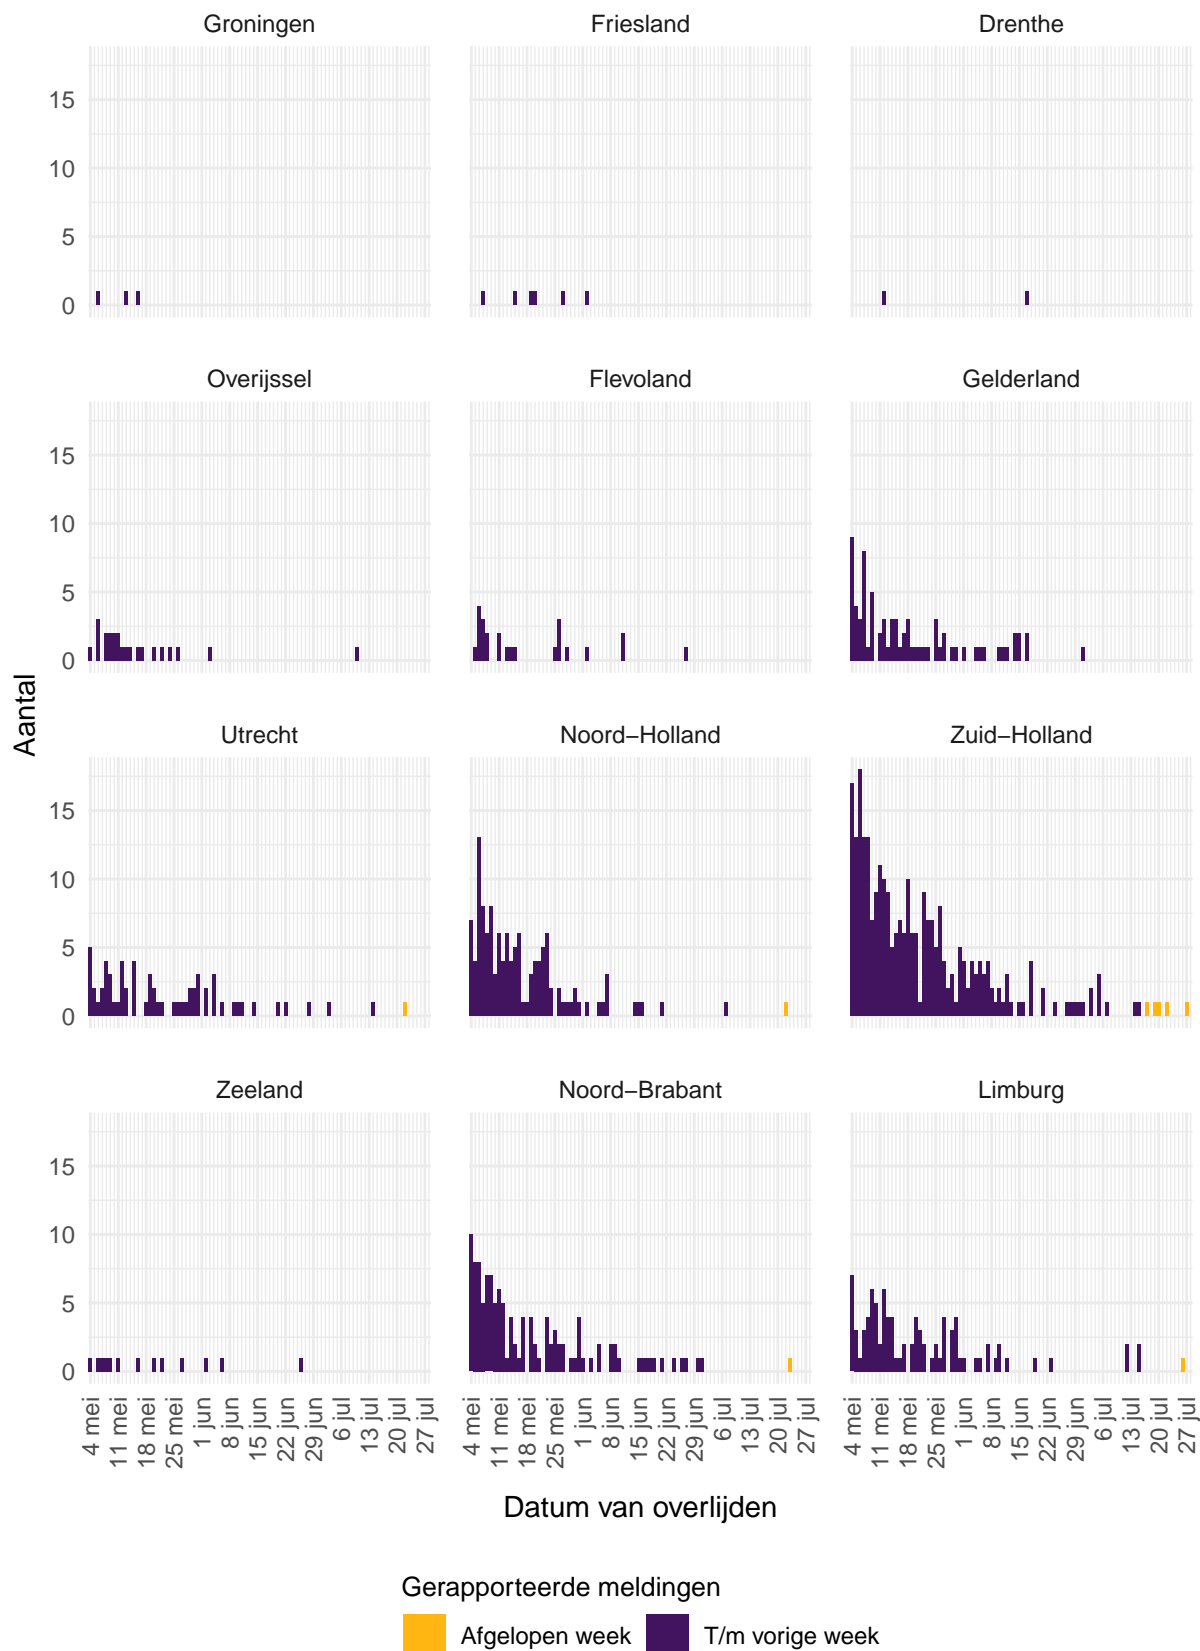 Groningen Friesland Drenthe
15
10
5
0
Overijssel Flevoland Gelderland
15
10
5
0
Aantal
Utrecht Noord−Holland Zuid−Holland
15
10
5
0
Zeeland Noord−Brabant Limburg
15
10
5
0
4 mei 11 mei 18 mei 25 mei 1 jun 8 jun 15 jun 22 jun 29 jun 6 jul 13 jul 20 jul 27 jul 4 mei 11 mei 18 mei 25 mei 1 jun 8 jun 15 jun 22 jun 29 jun 6 jul 13 jul 20 jul 27 jul 4 mei 11 mei 18 mei 25 mei 1 jun 8 jun 15 jun 22 jun 29 jun 6 jul 13 jul 20 jul 27 jul
Datum van overlijden
Gerapporteerde meldingen
Afgelopen week T/m vorige week